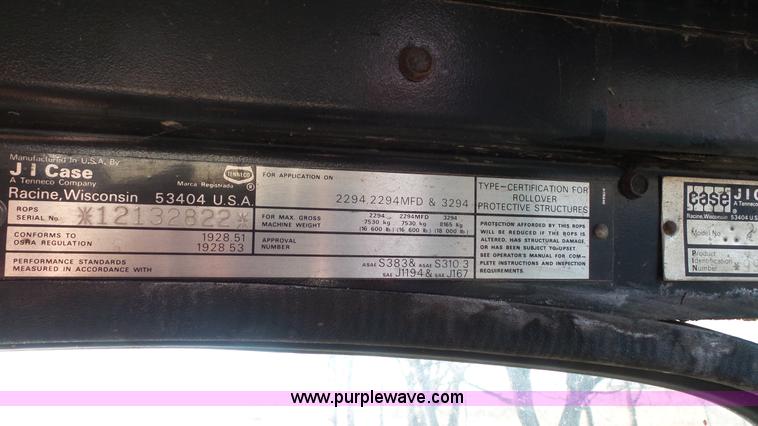 Manufactured In U.S.A. By
J I Case
A Tenneco Company
Racine, Wisconsin 53404 U.S.A.
TENNECO
Marca Registrada ®
ROPS
SERIAL No. *12132822*
CONFORMS TO
OSHA REGULATION
1928.51
1928 53
PERFORMANCE STANDARDS
MEASURED IN ACCORDANCE WITH
ASAE S383 & ASAE S310.3
SAE J1194 & SAE J167
FOR APPLICATION ON
2294,2294MFD & 3294
FOR MAX. GROSS
MACHINE WEIGHT
2294 2294MFD 3294
7530 kg 7530 kg 8165 kg
(16 600 lb.) (16 600 lb.) (18 000 lb.)
APPROVAL
NUMBER
TYPE-CERTIFICATION FOR
ROLLOVER
PROTECTIVE STRUCTURES
PROTECTION AFFORDED BY THIS ROPS
WILL BE REDUCED IF THE ROPS IS
ALTERED, HAS STRUCTURAL DAMAGE,
OR HAS BEEN SUBJECT TO UPSET.
SEE OPERATOR'S MANUAL FOR COM-
PLETE INSTRUCTIONS AND INSPECTION
REQUIREMENTS.
case J I C
A Tenneco
Racine, Wisconsin 53404 U.S
Model No.
Product
Identification
Number
www.purplewave.com